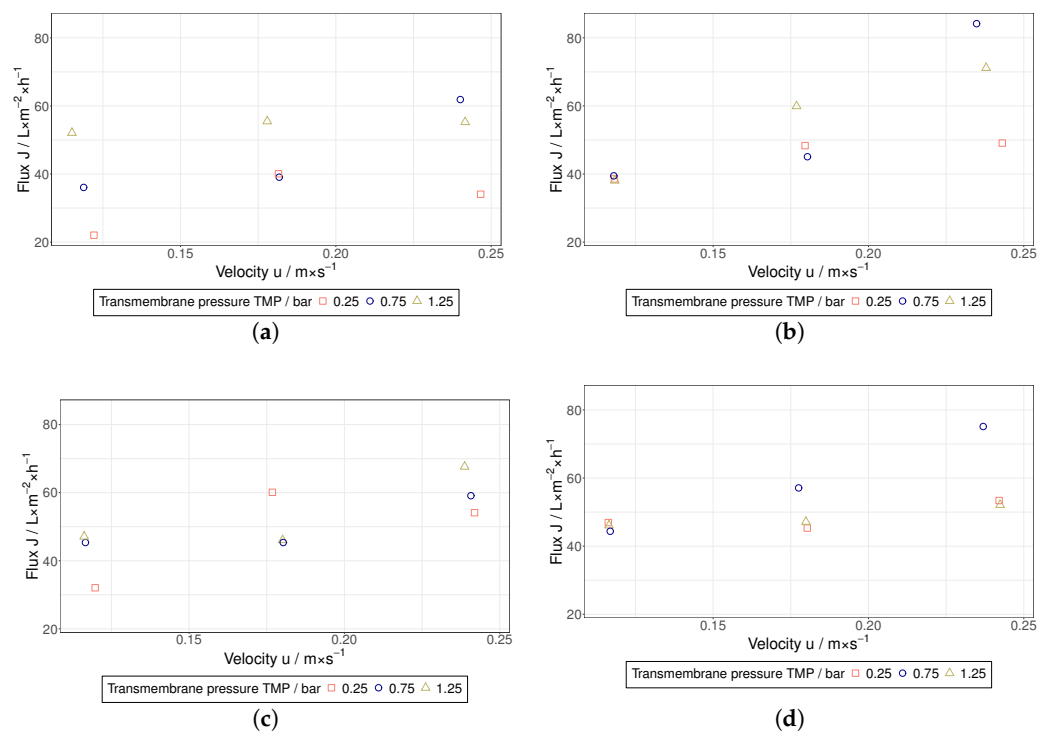 80
60
40
20
Flux J / L×m⁻²×h⁻¹
0.15 0.20 0.25
Velocity u / m×s⁻¹
Transmembrane pressure TMP / bar 0.25 0.75 1.25
(a)
80
60
40
20
Flux J / L×m⁻²×h⁻¹
0.15 0.20 0.25
Velocity u / m×s⁻¹
Transmembrane pressure TMP / bar 0.25 0.75 1.25
(b)
80
60
40
20
Flux J / L×m⁻²×h⁻¹
0.15 0.20 0.25
Velocity u / m×s⁻¹
Transmembrane pressure TMP / bar 0.25 0.75 1.25
(c)
80
60
40
20
Flux J / L×m⁻²×h⁻¹
0.15 0.20 0.25
Velocity u / m×s⁻¹
Transmembrane pressure TMP / bar 0.25 0.75 1.25
(d)